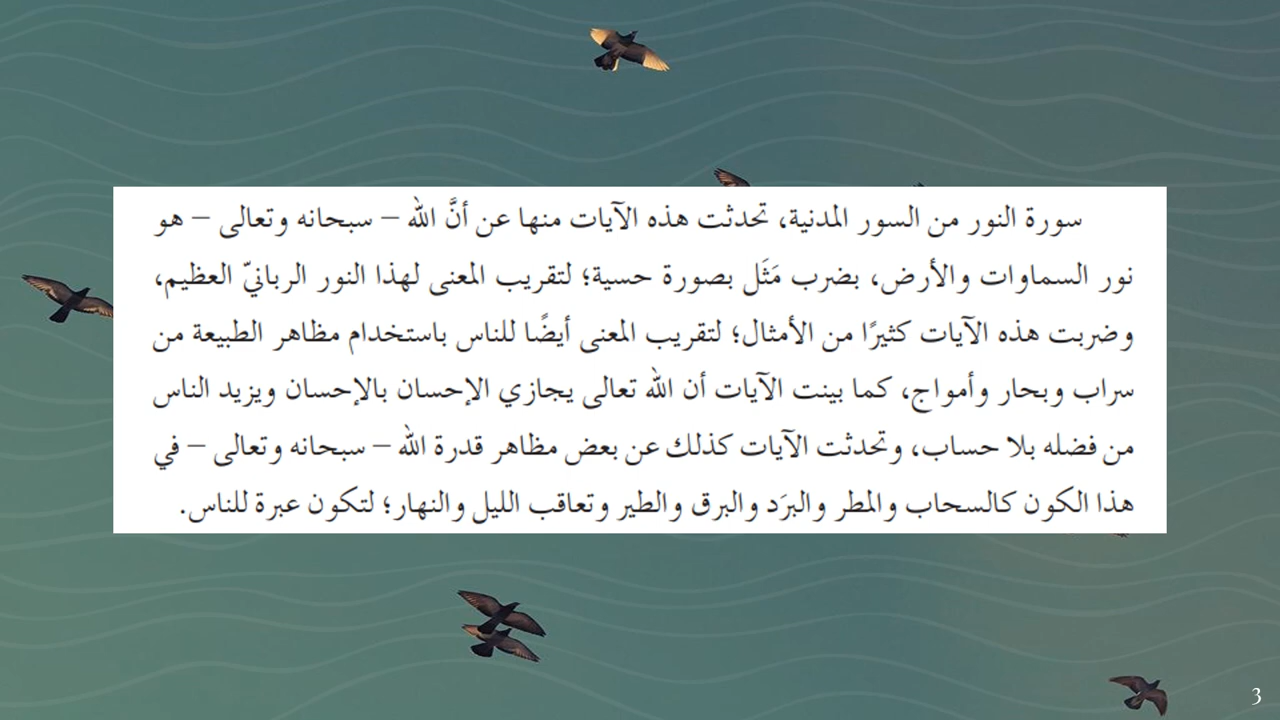 سورة النور من السور المدنية، تحدثت هذه الآيات منها عن أنَّ الله – سبحانه وتعالى – هو
نور السماوات والأرض، بضرب مَثَل بصورة حسية؛ لتقريب المعنى لهذا النور الربانيّ العظيم،
وضربت هذه الآيات كثيرًا من الأمثال؛ لتقريب المعنى أيضًا للناس باستخدام مظاهر الطبيعة من
سراب وبحار وأمواج، كما بينت الآيات أن الله تعالى يجازي الإحسان بالإحسان ويزيد الناس
من فضله بلا حساب، وتحدثت الآيات كذلك عن بعض مظاهر قدرة الله – سبحانه وتعالى – في
هذا الكون كالسحاب والمطر والبرَد والبرق والطير وتعاقب الليل والنهار؛ لتكون عبرة للناس.
3